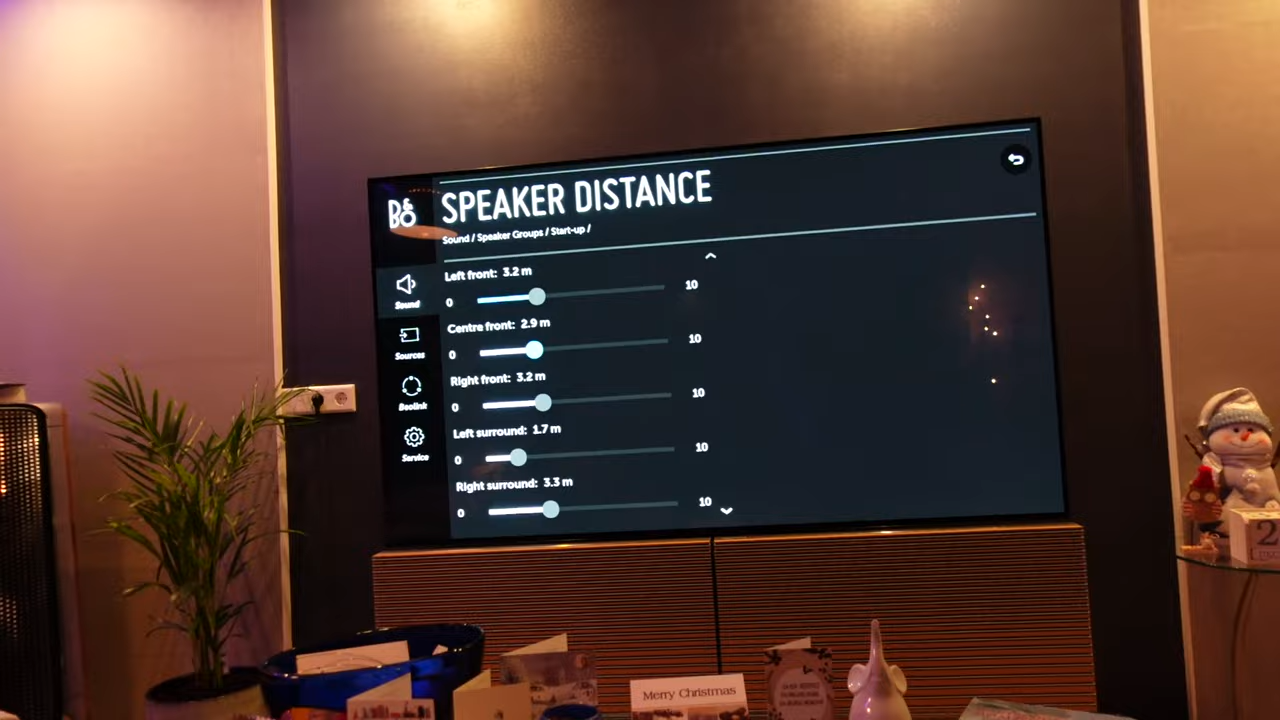 B&O
SPEAKER DISTANCE
Sound / Speaker Groups / Start-up /
Left front: 3.2 m
0 10
Centre front: 2.9 m
0 10
Right front: 3.2 m
0 10
Left surround: 1.7 m
0 10
Right surround: 3.3 m
0 10
Sound
Sources
Beolink
Service
Merry Christmas
2